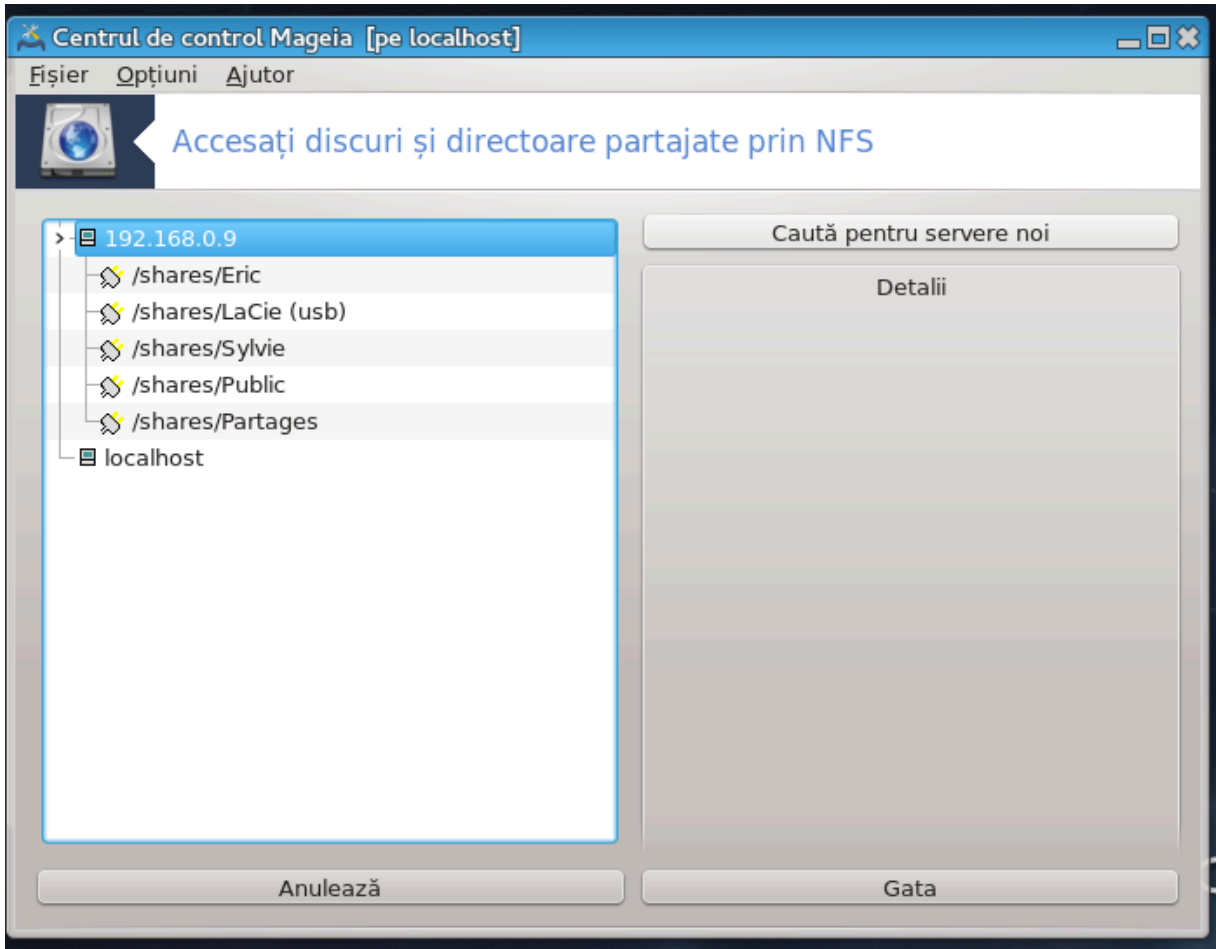 Centrul de control Mageia [pe localhost]
Fișier Opțiuni Ajutor
Accesați discuri și directoare partajate prin NFS
192.168.0.9
/shares/Eric
/shares/LaCie (usb)
/shares/Sylvie
/shares/Public
/shares/Partages
localhost
Caută pentru servere noi
Detalii
Anulează
Gata